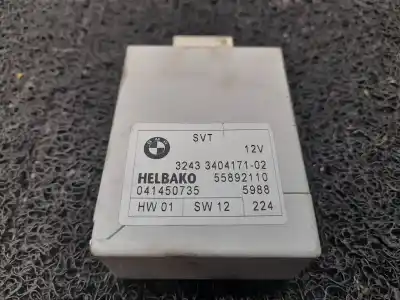 SVT
12V
3243 3404171-02
HELBAKO 55892110
041450735 5988
HW 01 SW 12 224